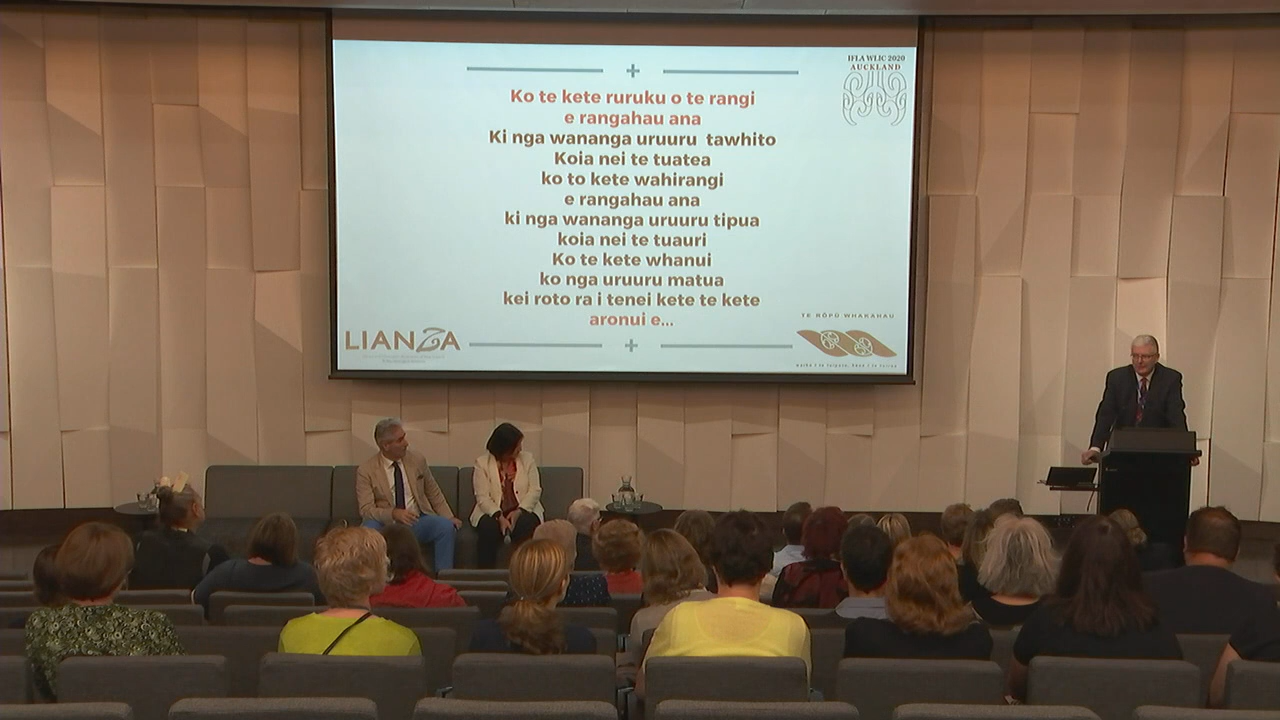 IFLA WLIC 2020
AUCKLAND
Ko te kete ruruku o te rangi
e rangahau ana
Ki nga wananga uruuru tawhito
Koia nei te tuatea
ko to kete wahirangi
e rangahau ana
ki nga wananga uruuru tipua
koia nei te tuauri
Ko te kete whanui
ko nga uruuru matua
kei roto ra i tenei kete te kete
aronui e...
LIANZA
TE RŌPŪ WHAKAHAU